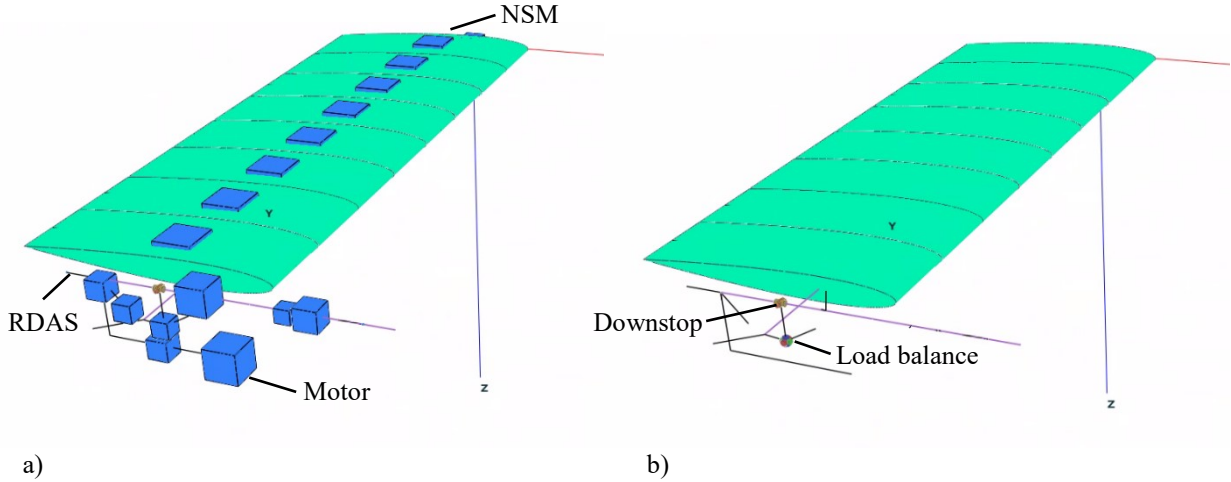 NSM
Y
RDAS
Motor
Z
a)
Y
Downstop
Load balance
Z
b)